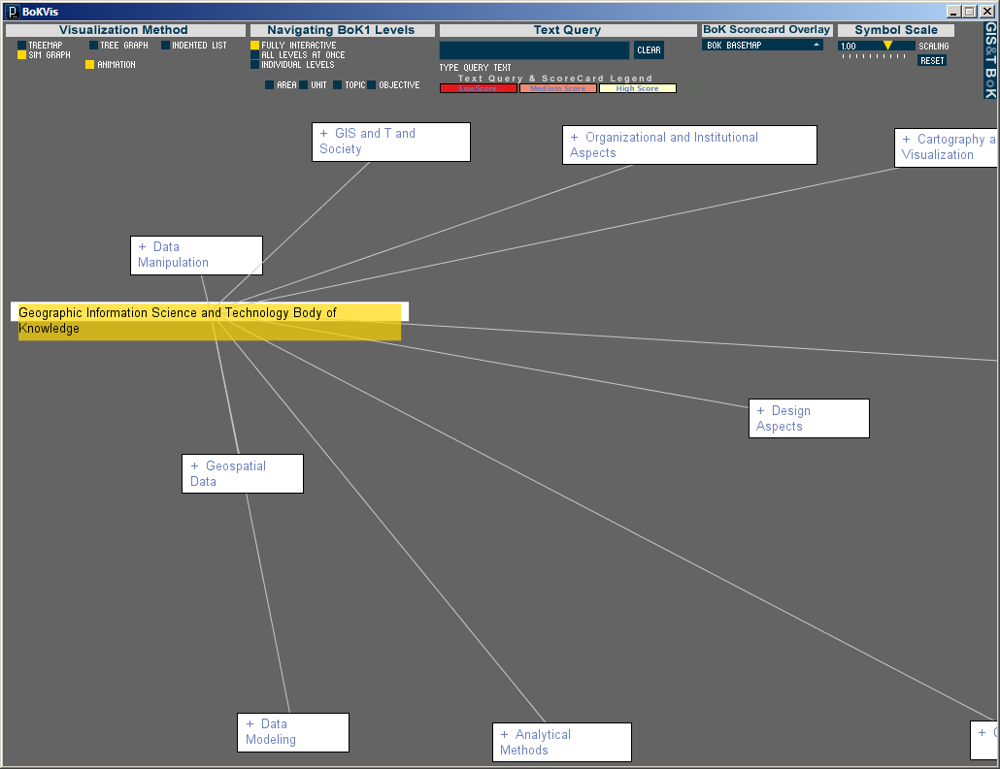 BoKVis
Visualization Method
Navigating BoK1 Levels
Text Query
BoK Scorecard Overlay
Symbol Scale
GIS&T BoK
TREEMAP
TREE GRAPH
INDENTED LIST
SIM GRAPH
ANIMATION
FULLY INTERACTIVE
ALL LEVELS AT ONCE
INDIVIDUAL LEVELS
AREA
UNIT
TOPIC
OBJECTIVE
CLEAR
TYPE QUERY TEXT
Text Query & ScoreCard Legend
LowScore
Medium Score
High Score
BOK BASEMAP
1.00
SCALING
RESET
+ GIS and T and
Society
+ Organizational and Institutional
Aspects
+ Cartography a
Visualization
+ Data
Manipulation
Geographic Information Science and Technology Body of
Knowledge
+ Design
Aspects
+ Geospatial
Data
+ Data
Modeling
+ Analytical
Methods
+